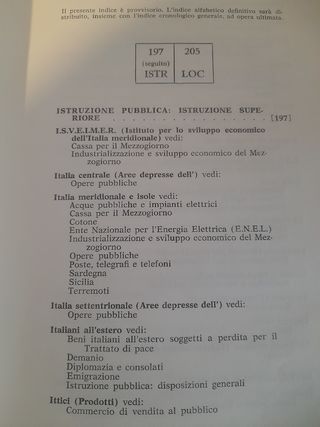 Il presente indice è provvisorio. L'indice alfabetico definitivo sarà di-
stribuito, insieme con l'indice cronologico generale, ad opera ultimata.
197 205
(seguito)
ISTR LOC
ISTRUZIONE PUBBLICA: ISTRUZIONE SUPE-
RIORE . . . . . . . . . . . . . . . . [197]
I.S.V.E.I.MER. (Istituto per lo sviluppo economico
dell'Italia meridionale) vedi:
Cassa per il Mezzogiorno
Industrializzazione e sviluppo economico del Mez-
zogiorno
Italia centrale (Aree depresse dell') vedi:
Opere pubbliche
Italia meridionale e isole vedi:
Acque pubbliche e impianti elettrici
Cassa per il Mezzogiorno
Cotone
Ente Nazionale per l'Energia Elettrica (E.N.E.L.)
Industrializzazione e sviluppo economico del Mez-
zogiorno
Opere pubbliche
Poste, telegrafi e telefoni
Sardegna
Sicilia
Terremoti
Italia settentrionale (Aree depresse dell') vedi:
Opere pubbliche
Italiani all'estero vedi:
Beni italiani all'estero soggetti a perdita per il
Trattato di pace
Demanio
Diplomazia e consolati
Emigrazione
Istruzione pubblica: disposizioni generali
Ittici (Prodotti) vedi:
Commercio di vendita al pubblico